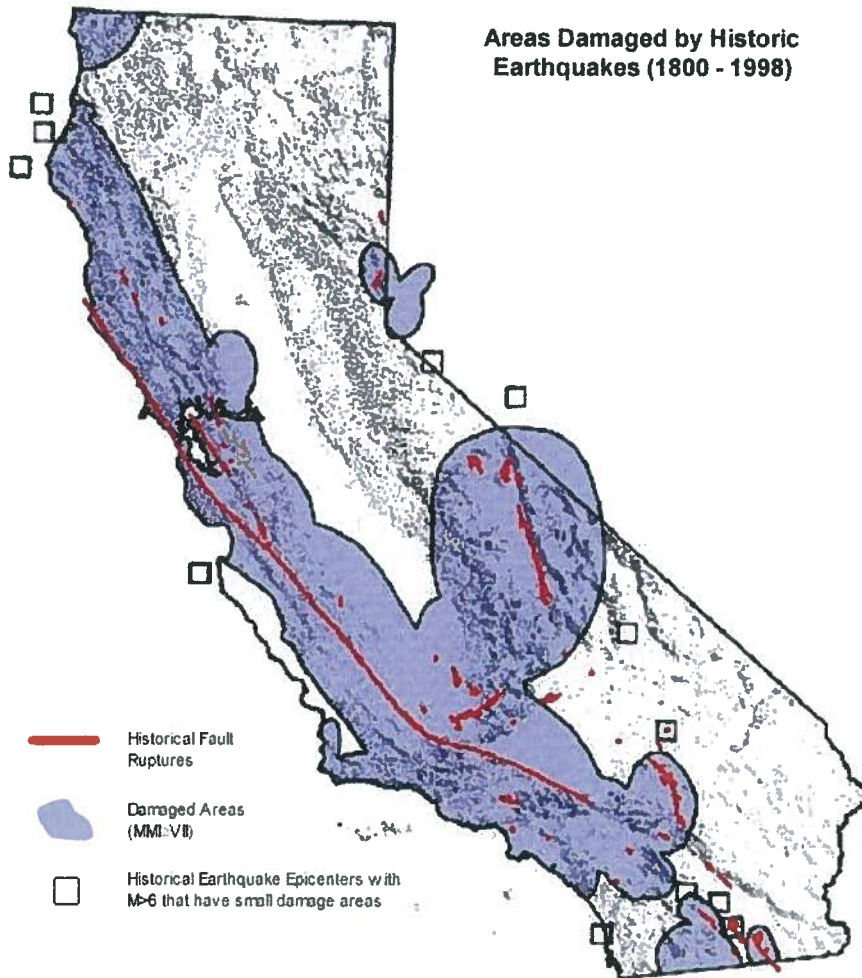 Areas Damaged by Historic
Earthquakes (1800 - 1998)
Historical Fault
Ruptures
Damaged Areas
(MMI-VII)
Historical Earthquake Epicenters with
M>6 that have small damage areas